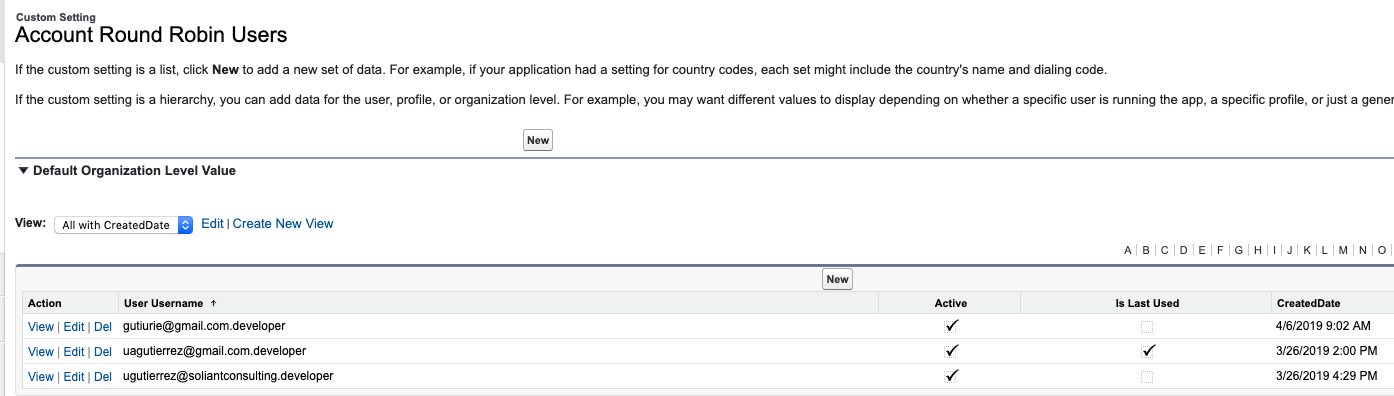 Custom Setting
Account Round Robin Users
If the custom setting is a list, click New to add a new set of data. For example, if your application had a setting for country codes, each set might include the country's name and dialing code.
If the custom setting is a hierarchy, you can add data for the user, profile, or organization level. For example, you may want different values to display depending on whether a specific user is running the app, a specific profile, or just a gener
New
Default Organization Level Value
View: All with CreatedDate Edit | Create New View
A | B | C | D | E | F | G | H | I | J | K | L | M | N | O |
New
Action User Username ↑ Active Is Last Used CreatedDate
View | Edit | Del gutiurie@gmail.com.developer ✓ 4/6/2019 9:02 AM
View | Edit | Del uagutierrez@gmail.com.developer ✓ ✓ 3/26/2019 2:00 PM
View | Edit | Del ugutierrez@soliantconsulting.developer ✓ 3/26/2019 4:29 PM